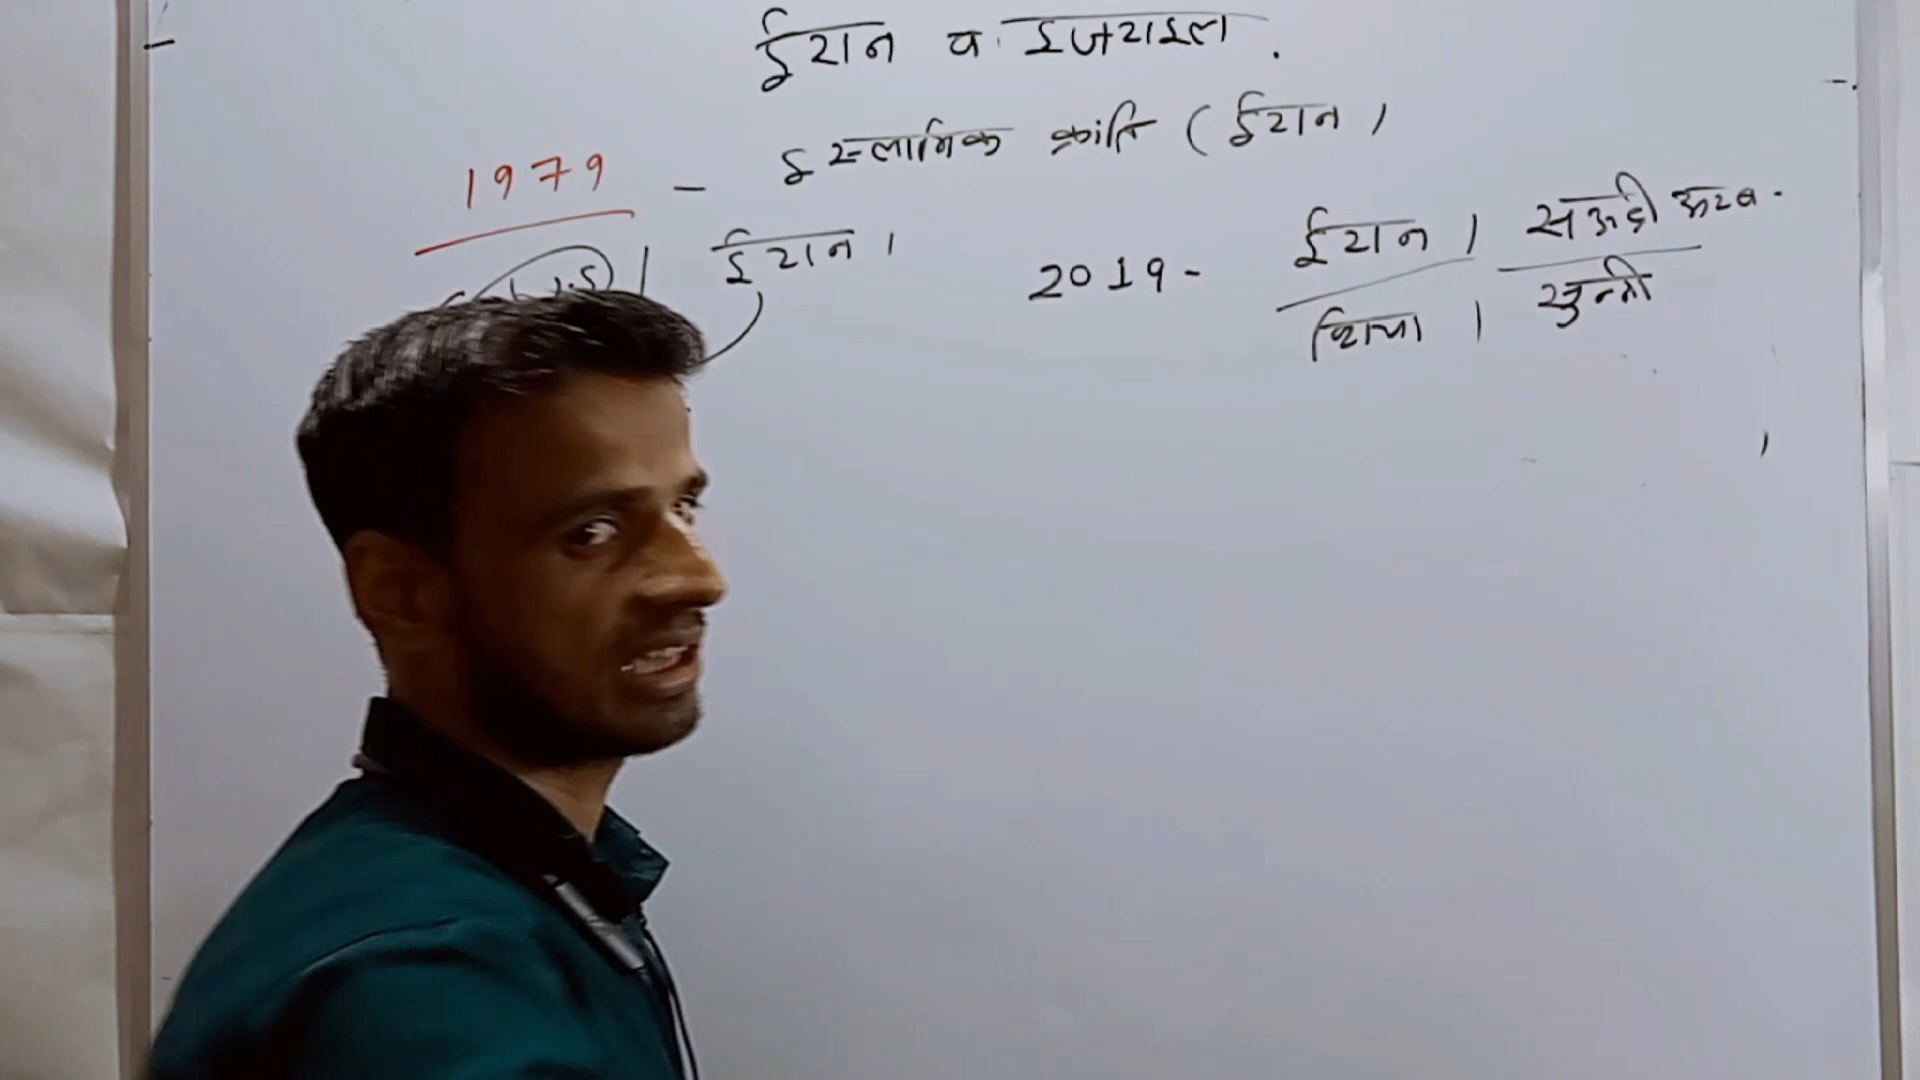 ईरान व इजराइल.
1979 - इस्लामिक क्रांति (ईरान)
ईरान।
2019 - ईरान / सऊदी अरब.
शिया / सुन्नी